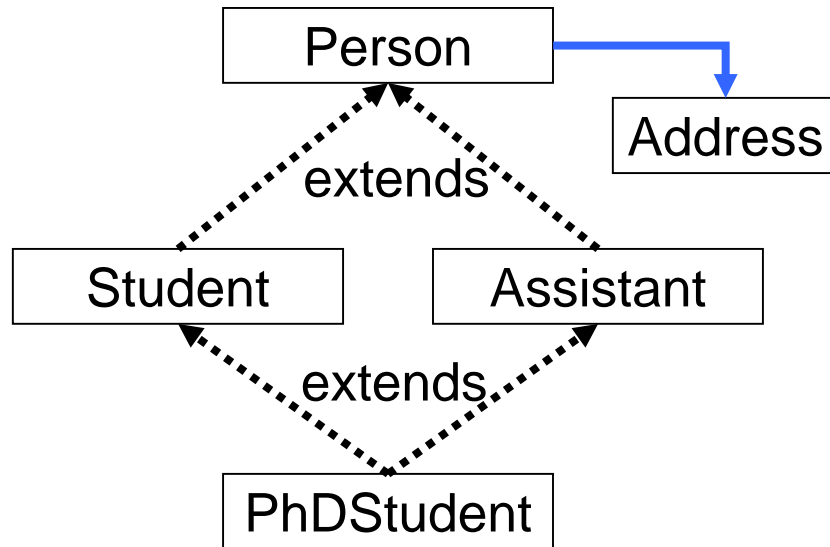 Person
Address
extends
Student
Assistant
extends
PhDStudent